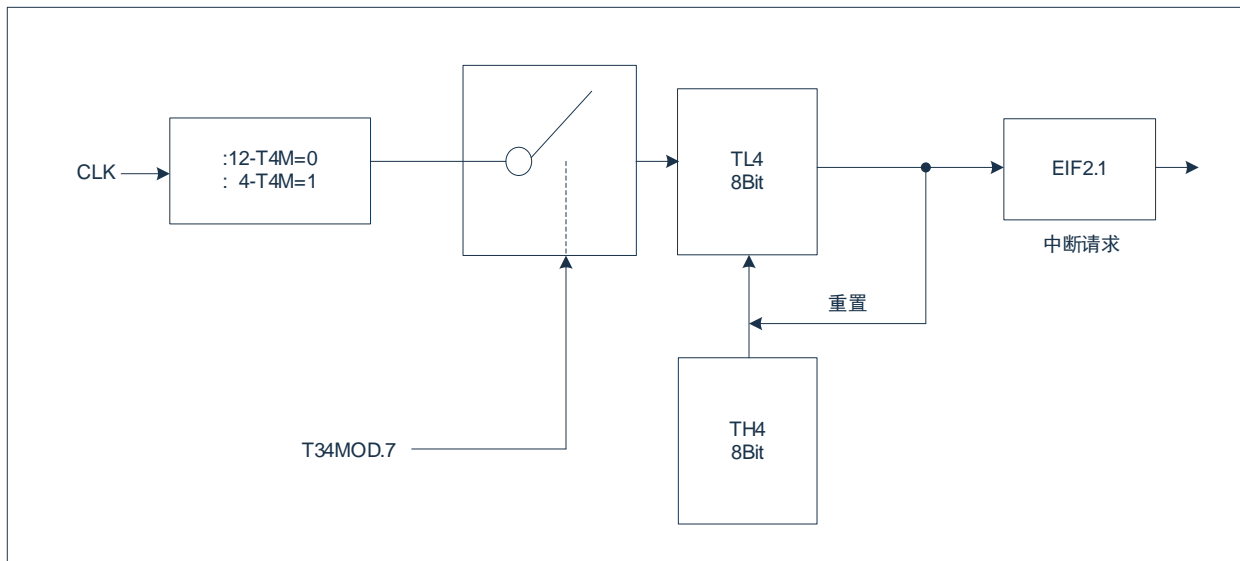 CLK
:12-T4M=0
: 4-T4M=1
TL4
8Bit
EIF2.1
中断请求
重置
TH4
8Bit
T34MOD.7